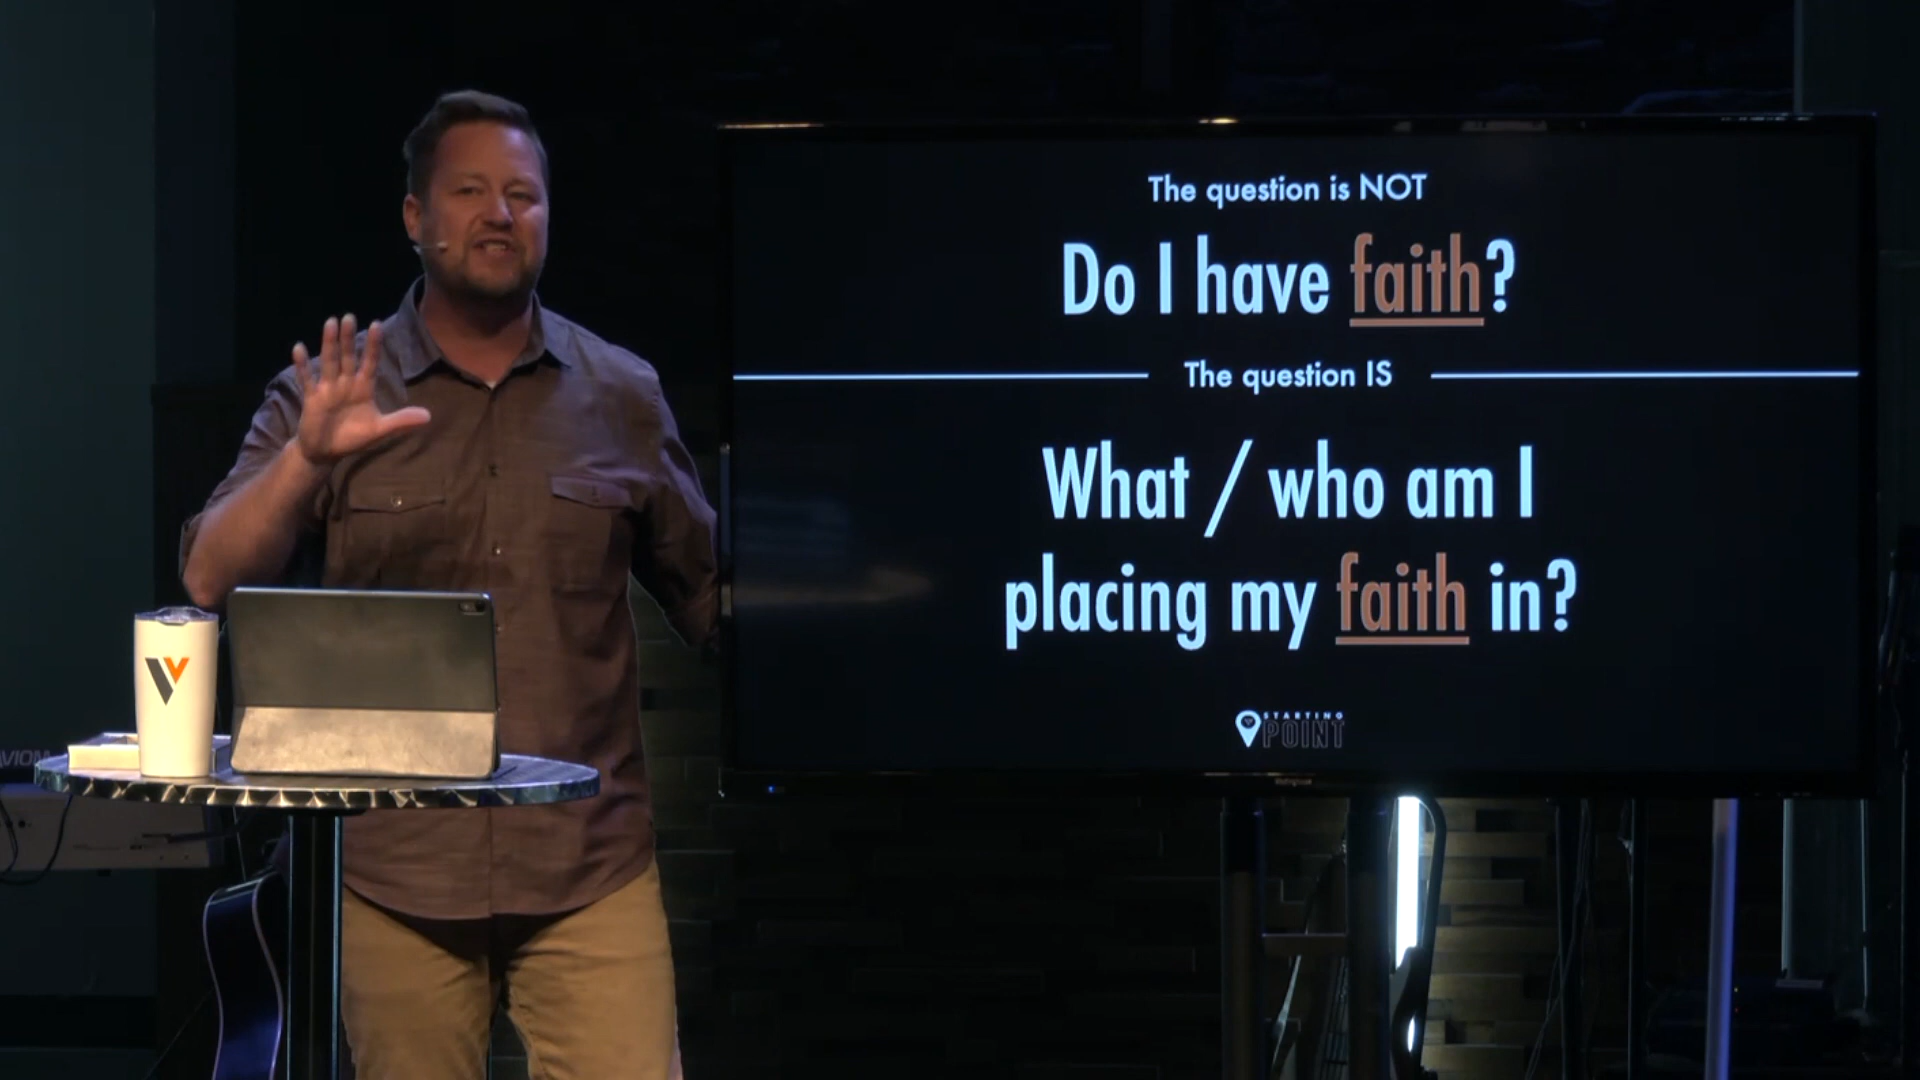 The question is NOT
Do I have faith?
The question IS
What / who am I
placing my faith in?
STARTING
POINT